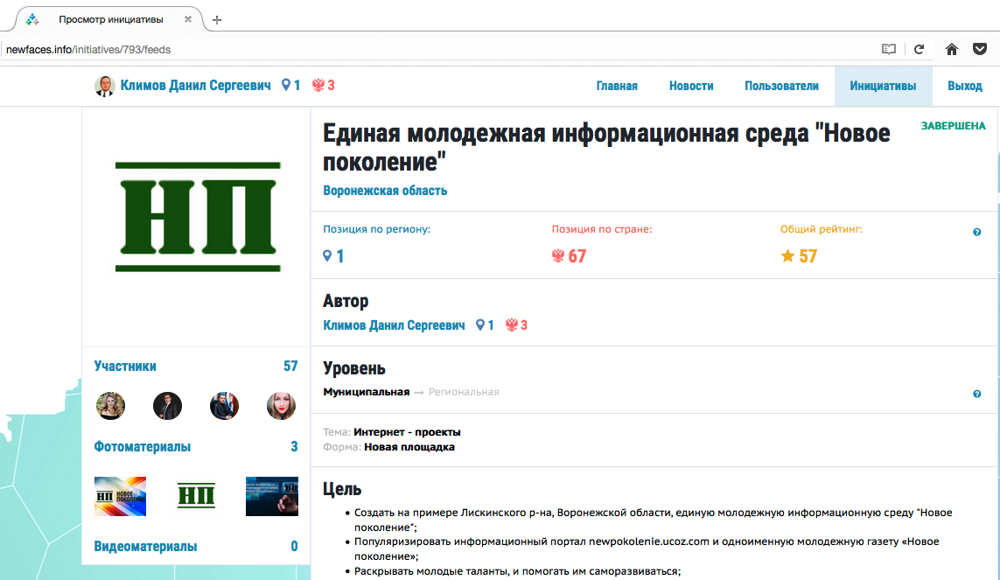 Просмотр инициативы
newfaces.info/initiatives/793/feeds
Климов Данил Сергеевич 1 3
Главная Новости Пользователи Инициативы Выход
НП
Участники 57
Фотоматериалы 3
НП НОВОЕ ПОКОЛЕНИЕ
НП
НП
Видеоматериалы 0
Единая молодежная информационная среда "Новое
поколение"
ЗАВЕРШЕНА
Воронежская область
Позиция по региону: Позиция по стране: Общий рейтинг:
1 67 57
Автор
Климов Данил Сергеевич 1 3
Уровень
Муниципальная → Региональная
Тема: Интернет - проекты
Форма: Новая площадка
Цель
• Создать на примере Лискинского р-на, Воронежской области, единую молодежную информационную среду "Новое
поколение";
• Популяризировать информационный портал newpokolenie.ucoz.com и одноименную молодежную газету «Новое
поколение»;
• Раскрывать молодые таланты, и помогать им саморазвиваться;